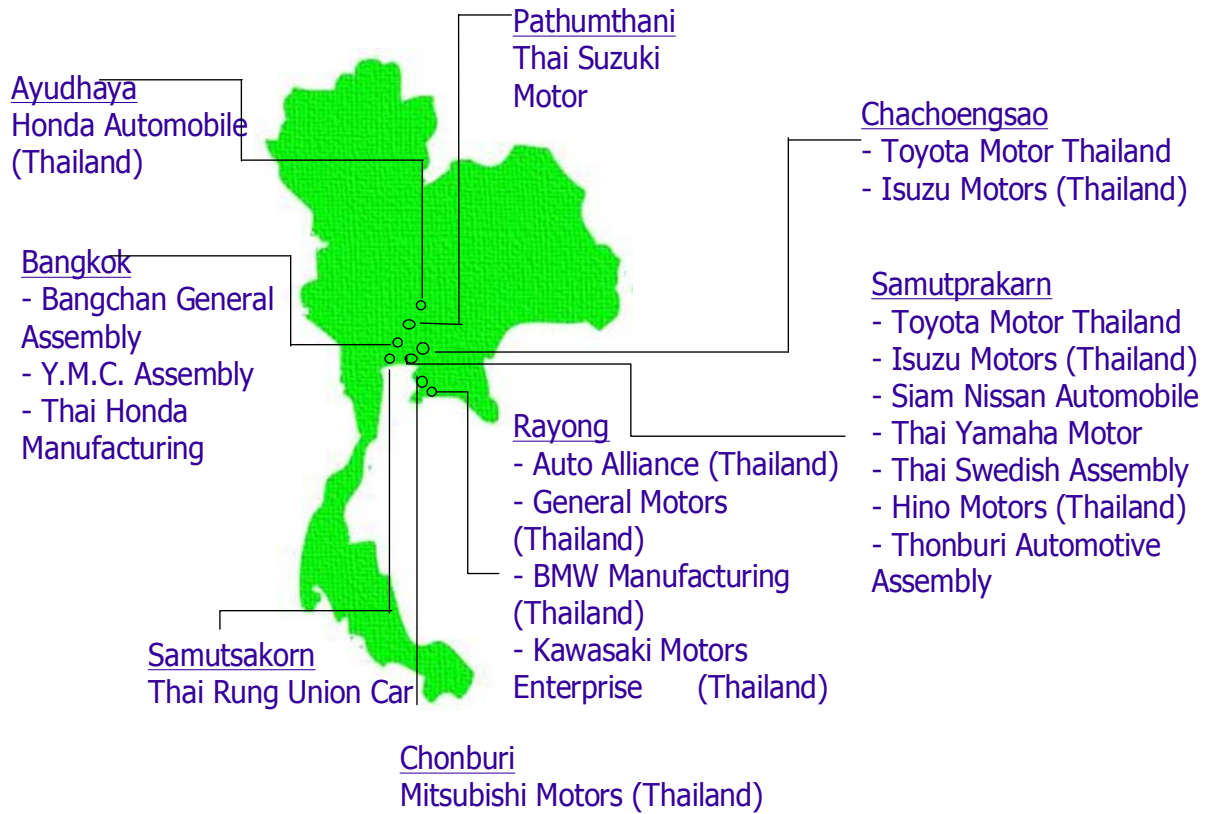 Pathumthani
Thai Suzuki
Motor
Ayudhaya
Honda Automobile
(Thailand)
Chachoengsao
- Toyota Motor Thailand
- Isuzu Motors (Thailand)
Bangkok
- Bangchan General
Assembly
- Y.M.C. Assembly
- Thai Honda
Manufacturing
Samutprakarn
- Toyota Motor Thailand
- Isuzu Motors (Thailand)
- Siam Nissan Automobile
- Thai Yamaha Motor
- Thai Swedish Assembly
- Hino Motors (Thailand)
- Thonburi Automotive
Assembly
Rayong
- Auto Alliance (Thailand)
- General Motors
(Thailand)
- BMW Manufacturing
(Thailand)
- Kawasaki Motors
Enterprise (Thailand)
Samutsakorn
Thai Rung Union Car
Chonburi
Mitsubishi Motors (Thailand)